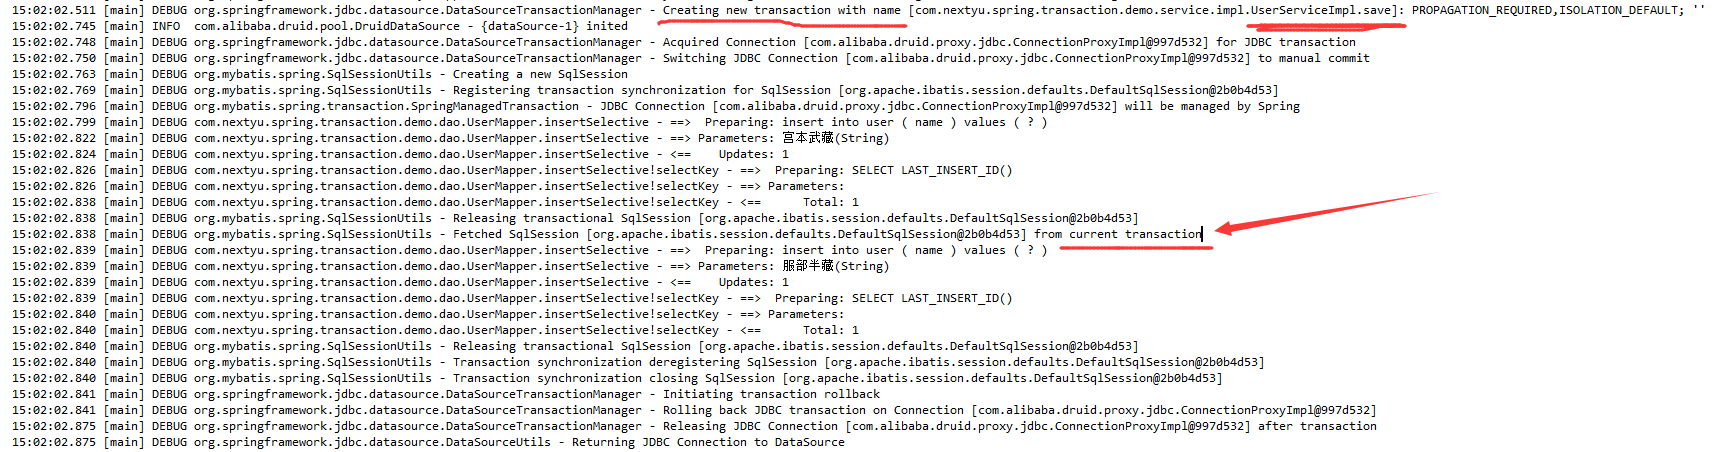 15:02:02.511 [main] DEBUG org.springframework.jdbc.datasource.DataSourceTransactionManager - Creating new transaction with name [com.nextyu.spring.transaction.demo.service.impl.UserServiceImpl.save]: PROPAGATION_REQUIRED,ISOLATION_DEFAULT; ''
15:02:02.745 [main] INFO  com.alibaba.druid.pool.DruidDataSource - {dataSource-1} inited
15:02:02.748 [main] DEBUG org.springframework.jdbc.datasource.DataSourceTransactionManager - Acquired Connection [com.alibaba.druid.proxy.jdbc.ConnectionProxyImpl@997d532] for JDBC transaction
15:02:02.750 [main] DEBUG org.springframework.jdbc.datasource.DataSourceTransactionManager - Switching JDBC Connection [com.alibaba.druid.proxy.jdbc.ConnectionProxyImpl@997d532] to manual commit
15:02:02.763 [main] DEBUG org.mybatis.spring.SqlSessionUtils - Creating a new SqlSession
15:02:02.769 [main] DEBUG org.mybatis.spring.SqlSessionUtils - Registering transaction synchronization for SqlSession [org.apache.ibatis.session.defaults.DefaultSqlSession@2b0b4d53]
15:02:02.796 [main] DEBUG org.mybatis.spring.transaction.SpringManagedTransaction - JDBC Connection [com.alibaba.druid.proxy.jdbc.ConnectionProxyImpl@997d532] will be managed by Spring
15:02:02.799 [main] DEBUG com.nextyu.spring.transaction.demo.dao.UserMapper.insertSelective - ==>  Preparing: insert into user ( name ) values ( ? )
15:02:02.822 [main] DEBUG com.nextyu.spring.transaction.demo.dao.UserMapper.insertSelective - ==> Parameters: 宫本武藏(String)
15:02:02.824 [main] DEBUG com.nextyu.spring.transaction.demo.dao.UserMapper.insertSelective - <==    Updates: 1
15:02:02.826 [main] DEBUG com.nextyu.spring.transaction.demo.dao.UserMapper.insertSelective!selectKey - ==>  Preparing: SELECT LAST_INSERT_ID()
15:02:02.826 [main] DEBUG com.nextyu.spring.transaction.demo.dao.UserMapper.insertSelective!selectKey - ==> Parameters:
15:02:02.838 [main] DEBUG com.nextyu.spring.transaction.demo.dao.UserMapper.insertSelective!selectKey - <==      Total: 1
15:02:02.838 [main] DEBUG org.mybatis.spring.SqlSessionUtils - Releasing transactional SqlSession [org.apache.ibatis.session.defaults.DefaultSqlSession@2b0b4d53]
15:02:02.838 [main] DEBUG org.mybatis.spring.SqlSessionUtils - Fetched SqlSession [org.apache.ibatis.session.defaults.DefaultSqlSession@2b0b4d53] from current transaction
15:02:02.839 [main] DEBUG com.nextyu.spring.transaction.demo.dao.UserMapper.insertSelective - ==>  Preparing: insert into user ( name ) values ( ? )
15:02:02.839 [main] DEBUG com.nextyu.spring.transaction.demo.dao.UserMapper.insertSelective - ==> Parameters: 服部半藏(String)
15:02:02.839 [main] DEBUG com.nextyu.spring.transaction.demo.dao.UserMapper.insertSelective - <==    Updates: 1
15:02:02.839 [main] DEBUG com.nextyu.spring.transaction.demo.dao.UserMapper.insertSelective!selectKey - ==>  Preparing: SELECT LAST_INSERT_ID()
15:02:02.840 [main] DEBUG com.nextyu.spring.transaction.demo.dao.UserMapper.insertSelective!selectKey - ==> Parameters:
15:02:02.840 [main] DEBUG com.nextyu.spring.transaction.demo.dao.UserMapper.insertSelective!selectKey - <==      Total: 1
15:02:02.840 [main] DEBUG org.mybatis.spring.SqlSessionUtils - Releasing transactional SqlSession [org.apache.ibatis.session.defaults.DefaultSqlSession@2b0b4d53]
15:02:02.840 [main] DEBUG org.mybatis.spring.SqlSessionUtils - Transaction synchronization deregistering SqlSession [org.apache.ibatis.session.defaults.DefaultSqlSession@2b0b4d53]
15:02:02.840 [main] DEBUG org.mybatis.spring.SqlSessionUtils - Transaction synchronization closing SqlSession [org.apache.ibatis.session.defaults.DefaultSqlSession@2b0b4d53]
15:02:02.841 [main] DEBUG org.springframework.jdbc.datasource.DataSourceTransactionManager - Initiating transaction rollback
15:02:02.841 [main] DEBUG org.springframework.jdbc.datasource.DataSourceTransactionManager - Rolling back JDBC transaction on Connection [com.alibaba.druid.proxy.jdbc.ConnectionProxyImpl@997d532]
15:02:02.875 [main] DEBUG org.springframework.jdbc.datasource.DataSourceTransactionManager - Releasing JDBC Connection [com.alibaba.druid.proxy.jdbc.ConnectionProxyImpl@997d532] after transaction
15:02:02.875 [main] DEBUG org.springframework.jdbc.datasource.DataSourceUtils - Returning JDBC Connection to DataSource